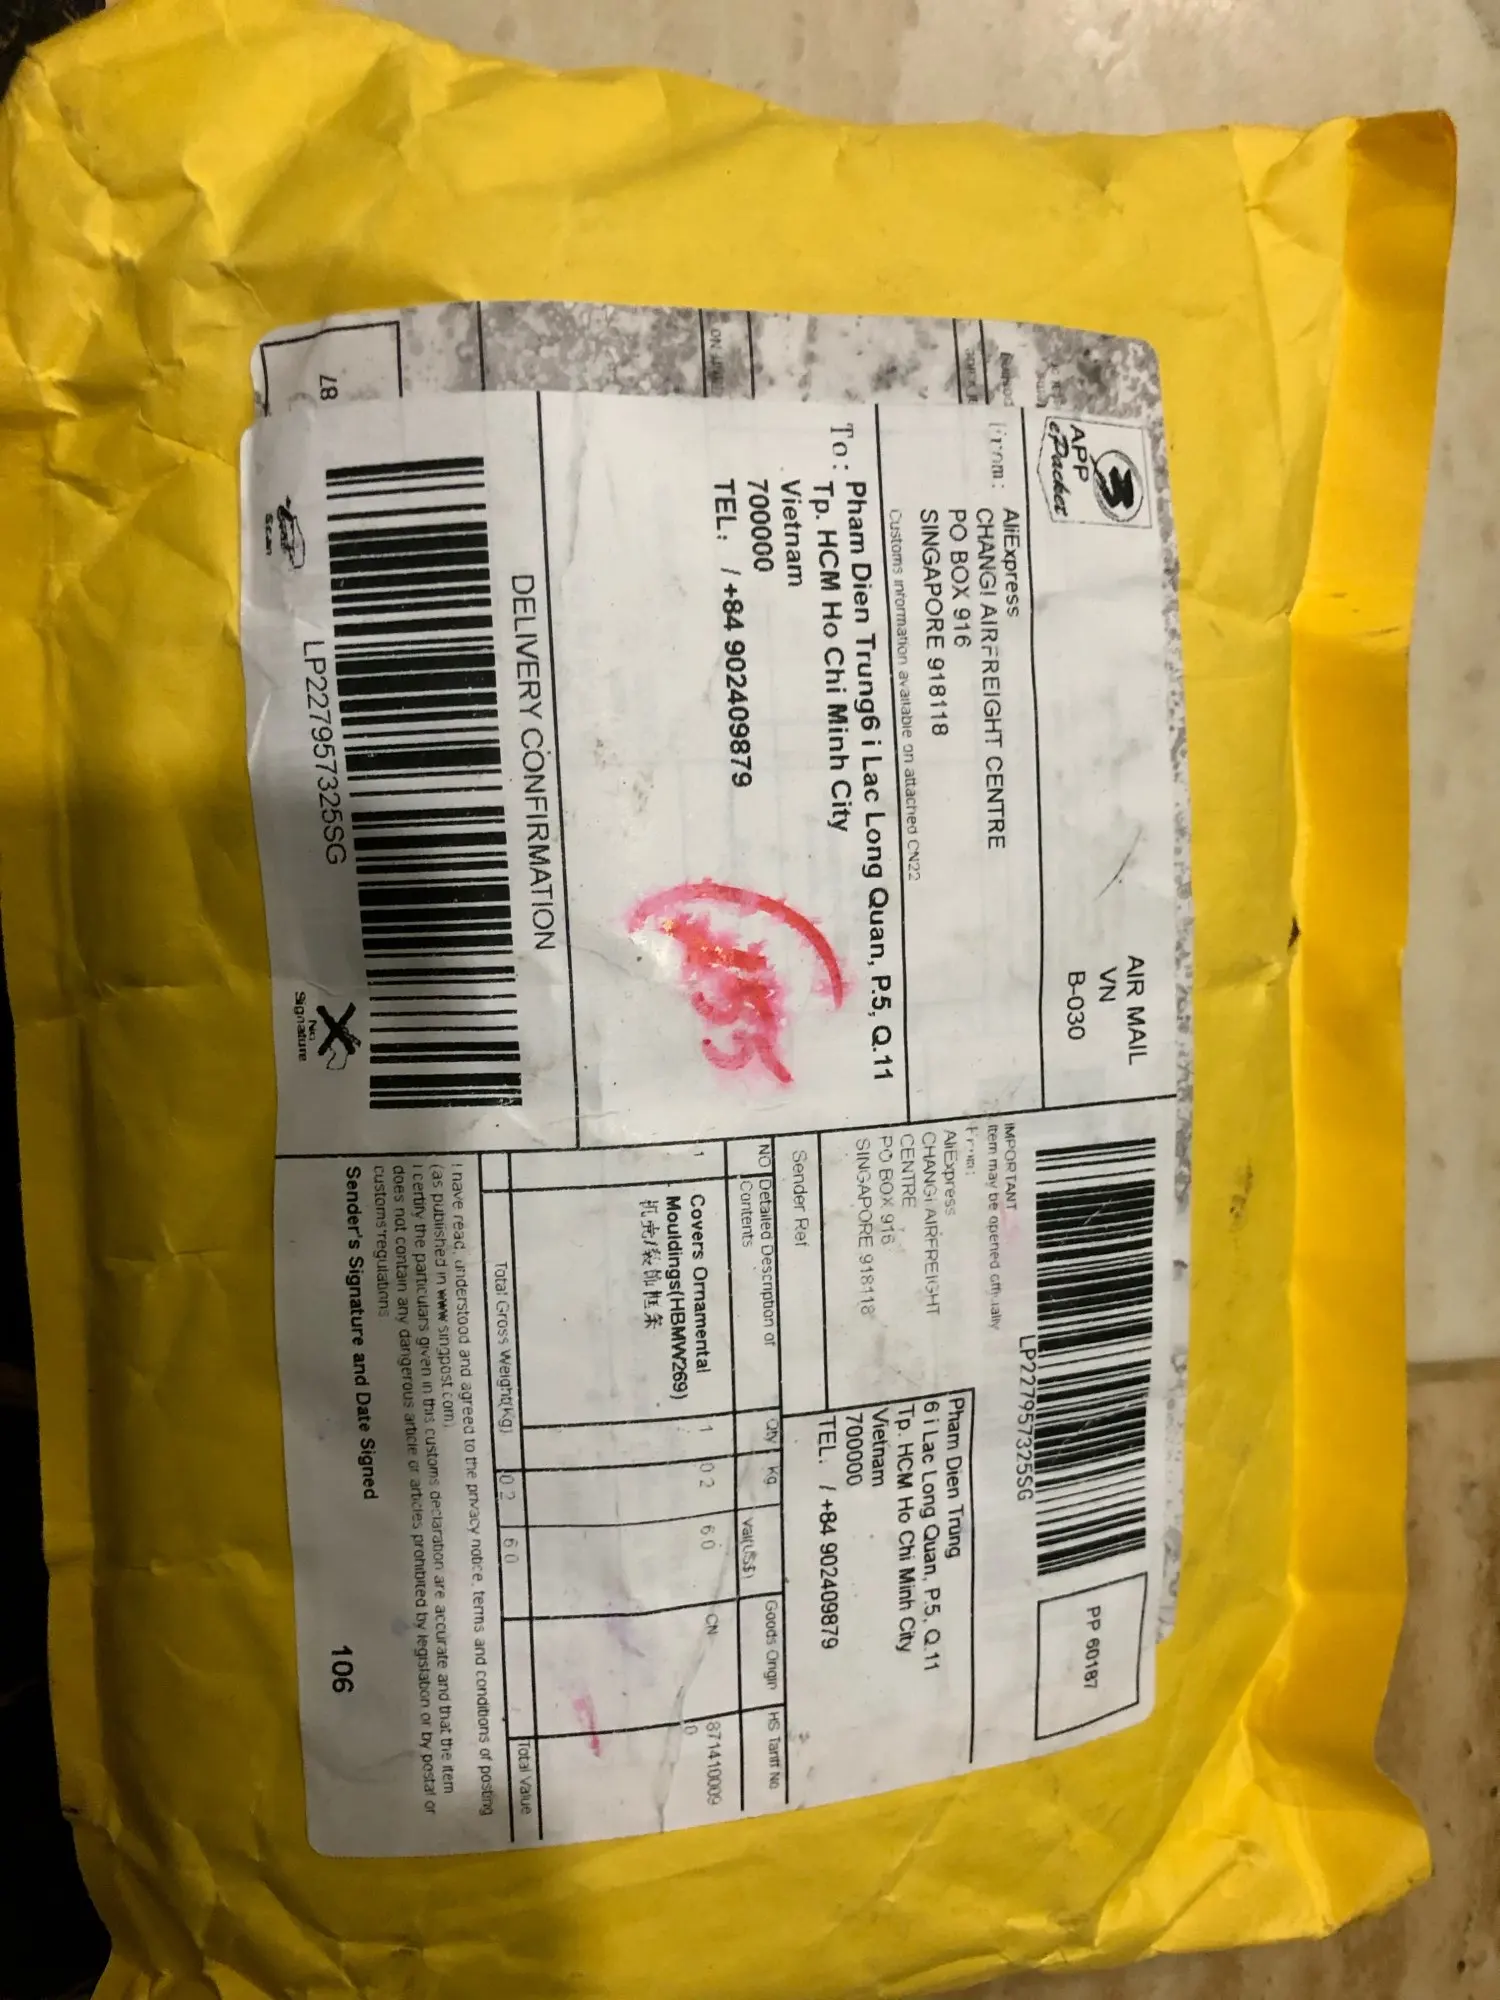 APP
ePacket
AIR MAIL
VN
B-030
From: AliExpress
CHANGI AIRFREIGHT CENTRE
PO BOX 916
SINGAPORE 918118
Customs information available on attached CN22
To: Pham Dien Trung6 i Lac Long Quan, P.5, Q.11
Tp. HCM Ho Chi Minh City
Vietnam
700000
TEL: / +84 902409879
DELIVERY CONFIRMATION
Scan
LP227957325SG
No
Signature
87
LP227957325SG
PP 60187
IMPORTANT
Item may be opened officially
From:
AliExpress
CHANGI AIRFREIGHT
CENTRE
PO BOX 916
SINGAPORE 918118
Pham Dien Trung
6 i Lac Long Quan, P.5, Q.11
Tp. HCM Ho Chi Minh City
Vietnam
700000
TEL: / +84 902409879
Sender Ref
NO Detailed Description of Contents Qty Kg Val(US$) Goods Origin HS Tariff No
1 Covers Ornamental Mouldings(HBMW269) 1 0.2 6.0 CN 8714100090
机壳/装饰框条
Total Gross Weight(Kg) 0.2 6.0 Total Value
I have read, understood and agreed to the privacy notice, terms and conditions of posting
(as published in www.singpost.com)
I certify the particulars given in this customs declaration are accurate and that the item
does not contain any dangerous article or articles prohibited by legislation or by postal or
customs regulations
Sender's Signature and Date Signed
106